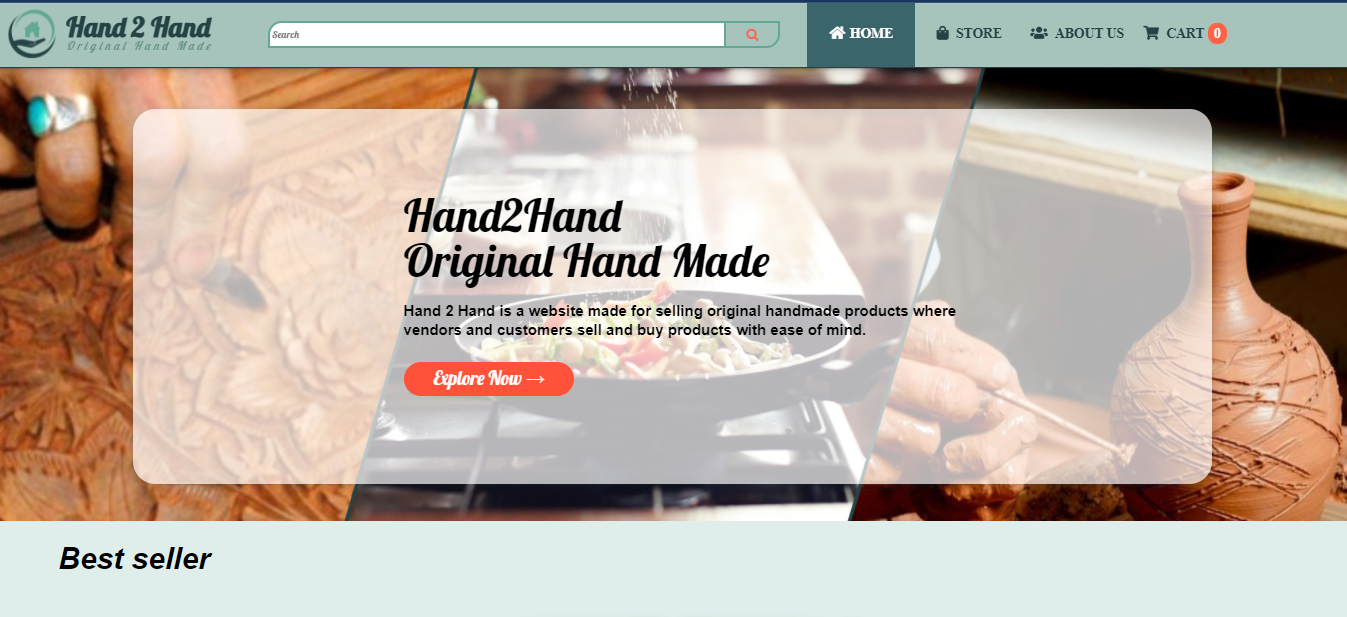 Hand 2 Hand
Original Hand Made
Search
HOME
STORE
ABOUT US
CART 0
Hand2Hand
Original Hand Made
Hand 2 Hand is a website made for selling original handmade products where
vendors and customers sell and buy products with ease of mind.
Explore Now →
Best seller